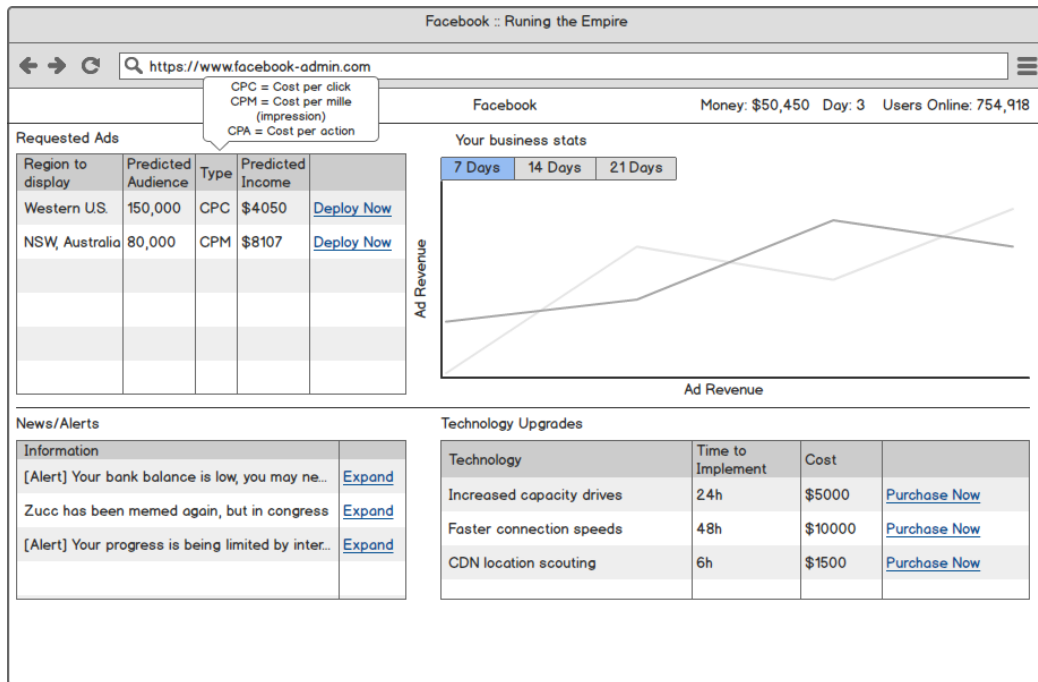 Facebook :: Runing the Empire
https://www.facebook-admin.com
CPC = Cost per click
CPM = Cost per mille
(impression)
CPA = Cost per action
Facebook
Money: $50,450 Day: 3 Users Online: 754,918
Requested Ads
Region to display Predicted Audience Type Predicted Income
Western U.S. 150,000 CPC $4050 Deploy Now
NSW, Australia 80,000 CPM $8107 Deploy Now
Your business stats
7 Days 14 Days 21 Days
Ad Revenue
Ad Revenue
News/Alerts
Information
[Alert] Your bank balance is low, you may ne... Expand
Zucc has been memed again, but in congress Expand
[Alert] Your progress is being limited by inter... Expand
Technology Upgrades
Technology Time to Implement Cost
Increased capacity drives 24h $5000 Purchase Now
Faster connection speeds 48h $10000 Purchase Now
CDN location scouting 6h $1500 Purchase Now